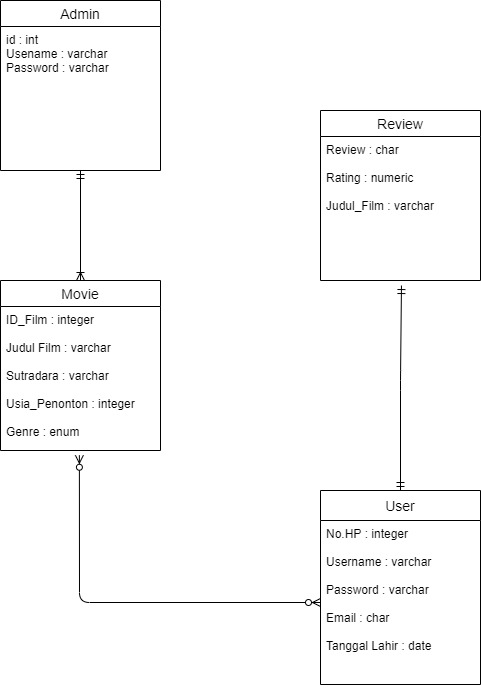 Admin
id : int
Usename : varchar
Password : varchar
Review
Review : char
Rating : numeric
Judul_Film : varchar
Movie
ID_Film : integer
Judul Film : varchar
Sutradara : varchar
Usia_Penonton : integer
Genre : enum
User
No.HP : integer
Username : varchar
Password : varchar
Email : char
Tanggal Lahir : date